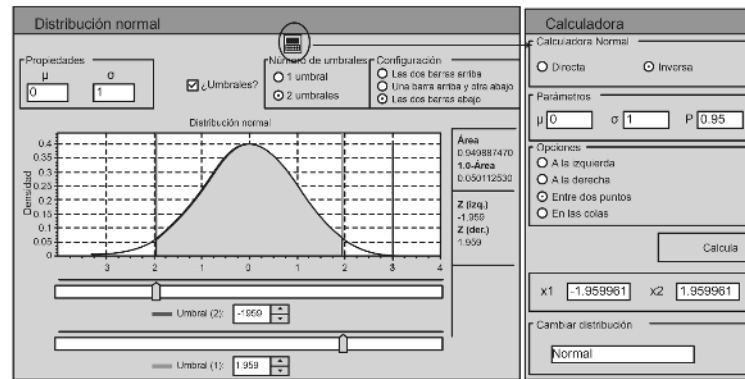 Distribución normal
Propiedades
μ σ
0 1
¿Umbrales?
Número de umbrales
1 umbral
2 umbrales
Configuración
Las dos barras arriba
Una barra arriba y otra abajo
Las dos barras abajo
Distribución normal
Densidad
0.4
0.35
0.3
0.25
0.2
0.15
0.1
0.05
0
3 2 1 0 1 2 3 4
Área
0.949887470
1.0-Área
0.050112530
Z (izq.)
-1.959
Z (der.)
1.959
Umbral (2): -1959
Umbral (1): 1.959
Calculadora
Calculadora Normal
Directa Inversa
Parámetros
μ 0 σ 1 P 0.95
Opciones
A la izquierda
A la derecha
Entre dos puntos
En las colas
Calcula
x1 -1.959961 x2 1.959961
Cambiar distribución
Normal